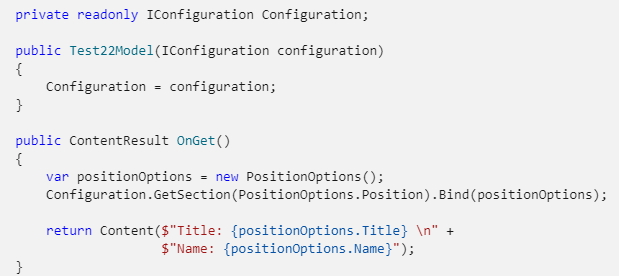 private readonly IConfiguration Configuration;

public Test22Model(IConfiguration configuration)
{
    Configuration = configuration;
}

public ContentResult OnGet()
{
    var positionOptions = new PositionOptions();
    Configuration.GetSection(PositionOptions.Position).Bind(positionOptions);

    return Content($"Title: {positionOptions.Title} \n" +
                   $"Name: {positionOptions.Name}");
}